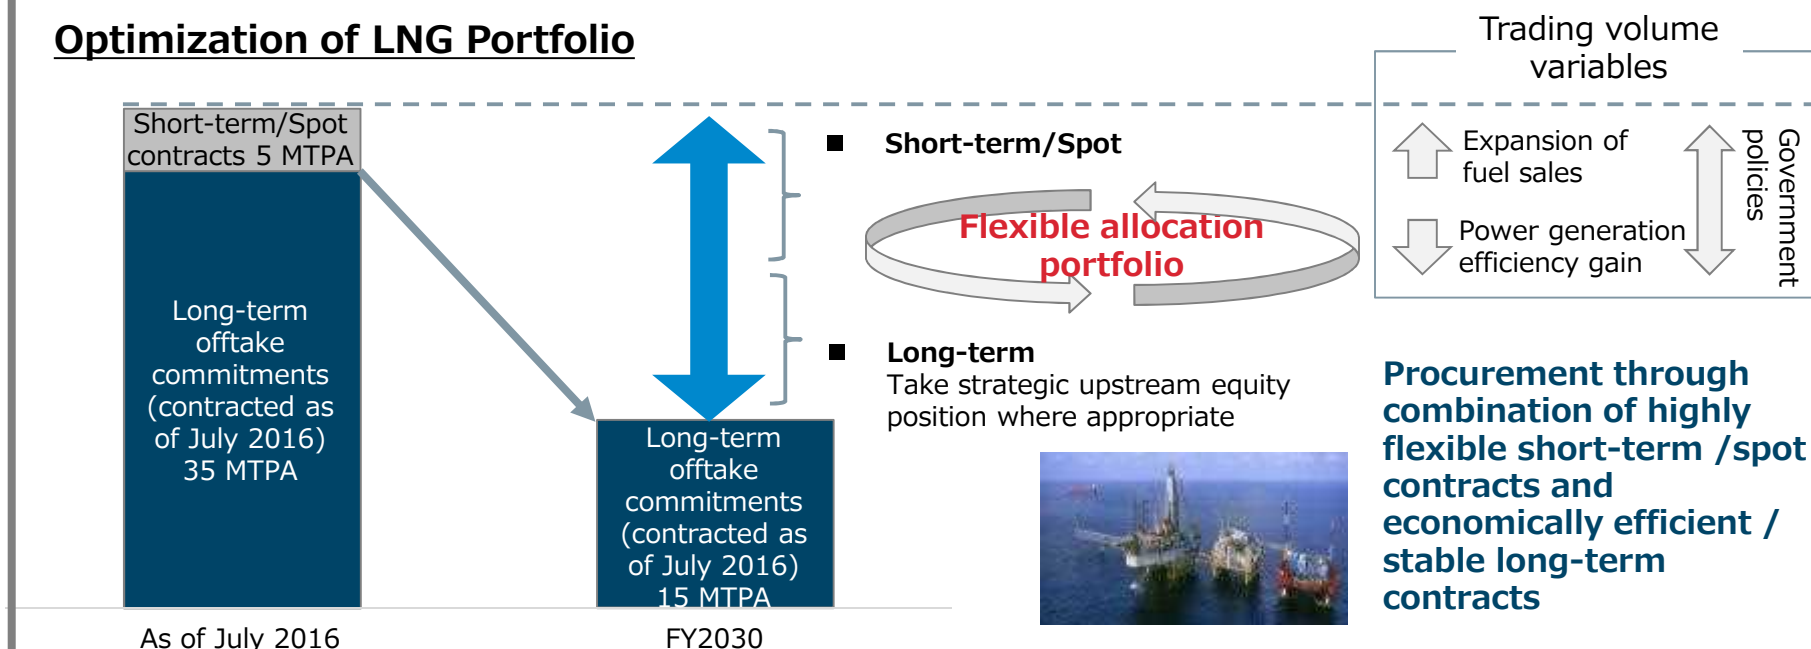 Optimization of LNG Portfolio
Short-term/Spot
contracts 5 MTPA
Long-term
offtake
commitments
(contracted as
of July 2016)
35 MTPA
As of July 2016
Long-term
offtake
commitments
(contracted as
of July 2016)
15 MTPA
FY2030
■ Short-term/Spot
Flexible allocation
portfolio
■ Long-term
Take strategic upstream equity
position where appropriate
Trading volume
variables
Expansion of
fuel sales
Power generation
efficiency gain
Government
policies
Procurement through
combination of highly
flexible short-term /spot
contracts and
economically efficient /
stable long-term
contracts